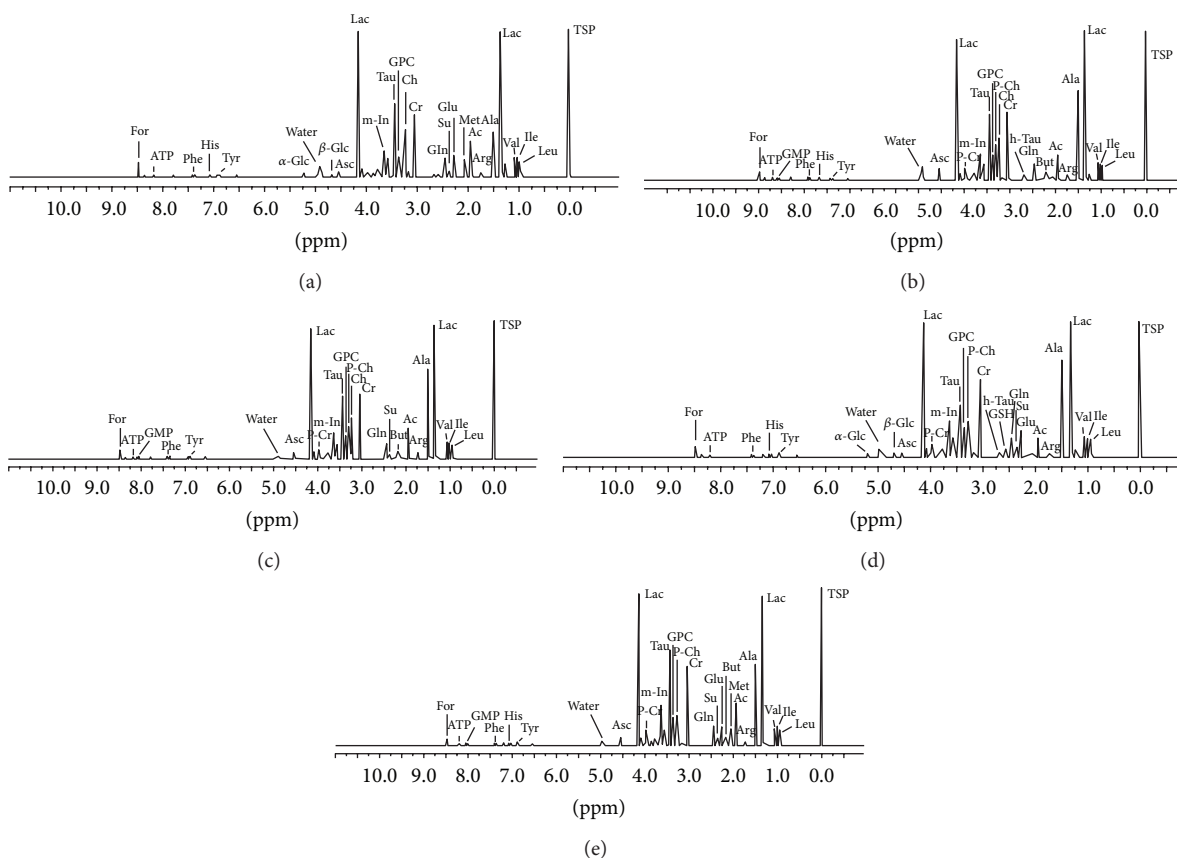 Lac
Lac
TSP
GPC
Tau
Ch
Cr
Glu
Su
Met
Ala
Ac
m-In
Water
For
ATP
Phe
His
Tyr
α-Glc
β-Glc
Asc
GIn
Arg
Val
Ile
Leu
10.0 9.0 8.0 7.0 6.0 5.0 4.0 3.0 2.0 1.0 0.0
(ppm)
(a)
Lac
Lac
TSP
GPC
P-Ch
Tau
Ch
Cr
Ala
m-In
P-Cr
h-Tau
Gln
But
Ac
Arg
For
ATP
GMP
Phe
His
Tyr
Water
Asc
Val
Ile
Leu
10.0 9.0 8.0 7.0 6.0 5.0 4.0 3.0 2.0 1.0 0.0
(ppm)
(b)
Lac
Lac
TSP
GPC
P-Ch
Tau
Ch
Cr
Ala
Su
m-In
P-Cr
Gln
But
Ac
Arg
For
ATP
GMP
Phe
Tyr
Water
Asc
Val
Ile
Leu
10.0 9.0 8.0 7.0 6.0 5.0 4.0 3.0 2.0 1.0 0.0
(ppm)
(c)
Lac
Lac
TSP
GPC
P-Ch
Tau
Cr
Ala
Gln
h-Tau
Su
GSH
Glu
m-In
P-Cr
Ac
Arg
For
ATP
Phe
His
Tyr
Water
α-Glc
β-Glc
Asc
Val
Ile
Leu
10.0 9.0 8.0 7.0 6.0 5.0 4.0 3.0 2.0 1.0 0.0
(ppm)
(d)
Lac
Lac
TSP
GPC
Tau
P-Ch
Cr
But
Ala
Glu
Met
Su
Ac
m-In
P-Cr
Gln
Arg
For
ATP
GMP
Phe
His
Tyr
Water
Asc
Val
Ile
Leu
10.0 9.0 8.0 7.0 6.0 5.0 4.0 3.0 2.0 1.0 0.0
(ppm)
(e)